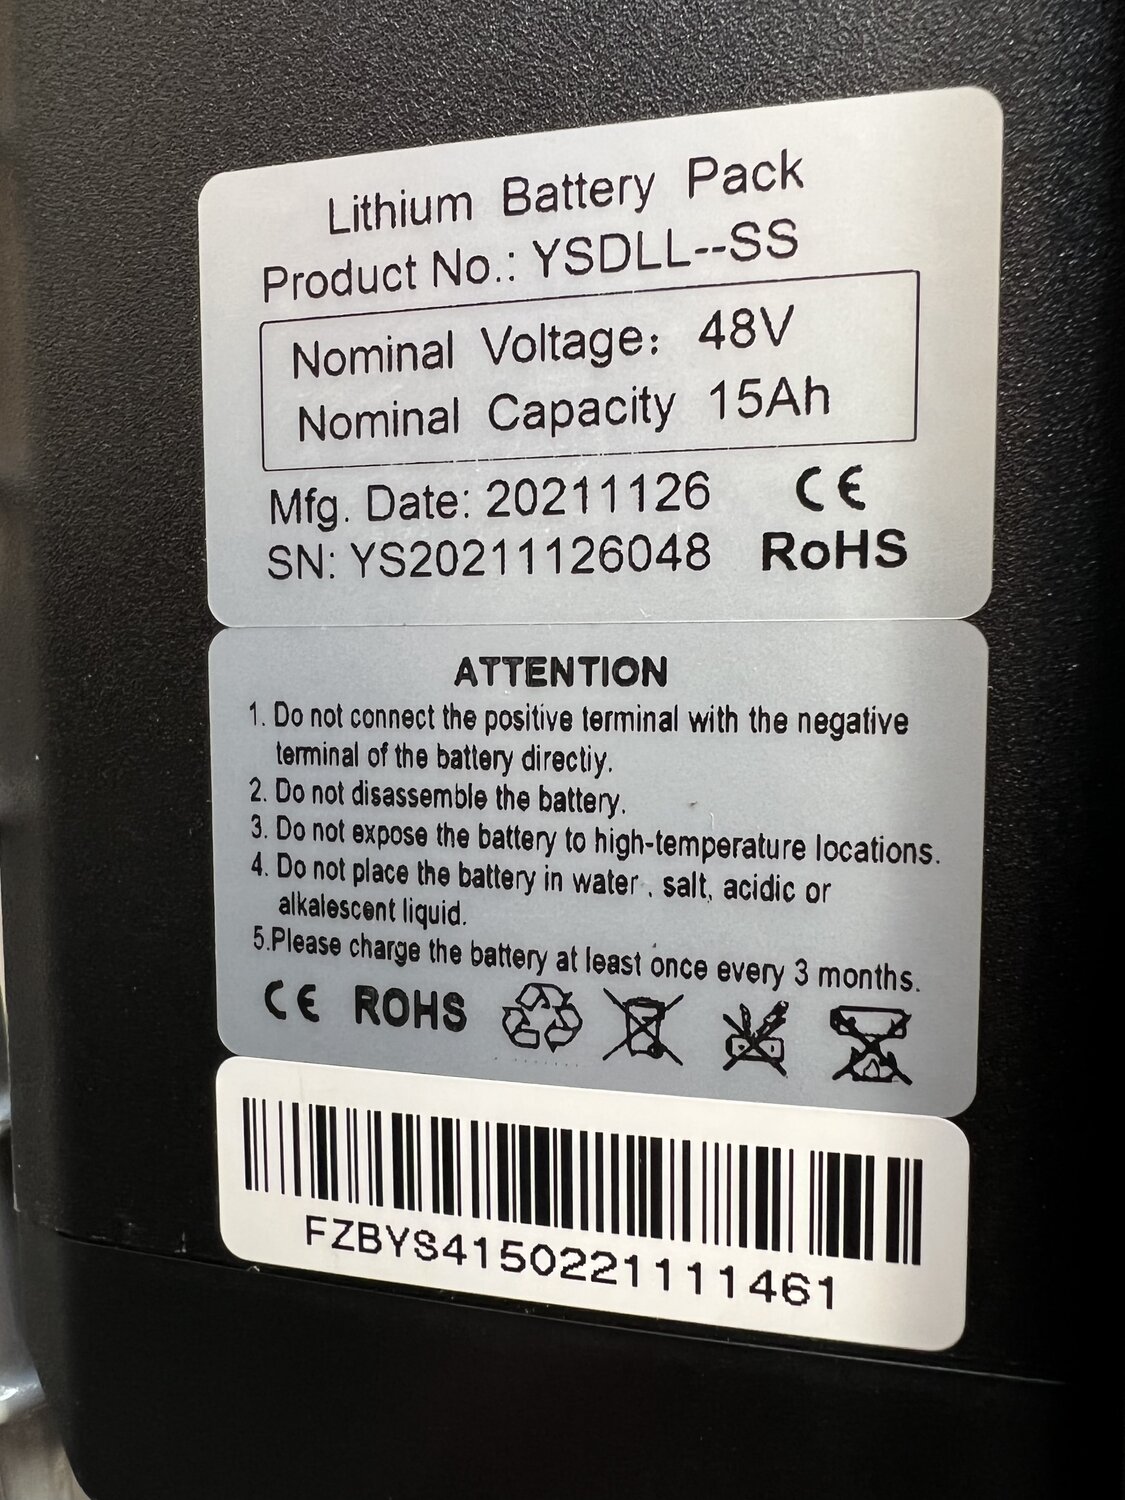 Lithium Battery Pack
Product No.: YSDLL--SS
Nominal Voltage: 48V
Nominal Capacity 15Ah
Mfg. Date: 20211126 CE
SN: YS20211126048 RoHS
ATTENTION
1. Do not connect the positive terminal with the negative
terminal of the battery directiy.
2. Do not disassemble the battery.
3. Do not expose the battery to high-temperature locations.
4. Do not place the battery in water , salt, acidic or
alkalescent liquid.
5.Please charge the battery at least once every 3 months.
CE ROHS
FZBYS4150221111461